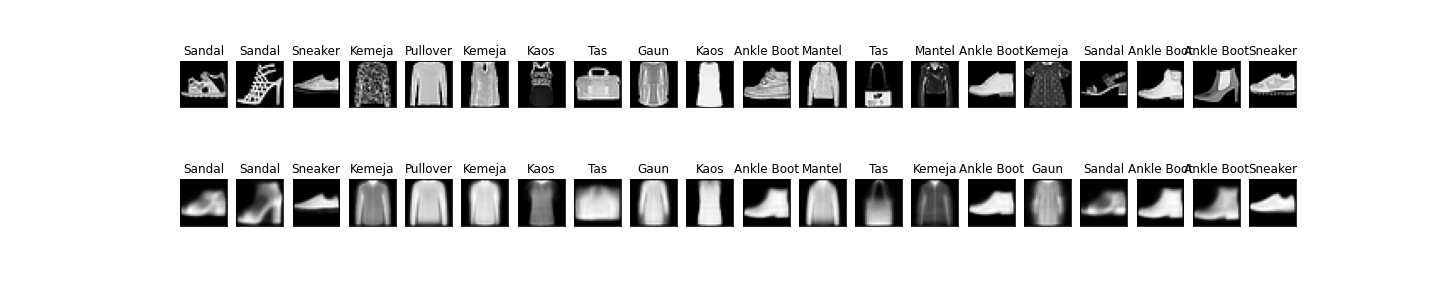 Sandal Sandal Sneaker Kemeja Pullover Kemeja Kaos Tas Gaun Kaos Ankle Boot Mantel Tas Mantel Ankle Boot Kemeja Sandal Ankle Boot Ankle Boot Sneaker
Sandal Sandal Sneaker Kemeja Pullover Kemeja Kaos Tas Gaun Kaos Ankle Boot Mantel Tas Kemeja Ankle Boot Gaun Sandal Ankle Boot Ankle Boot Sneaker